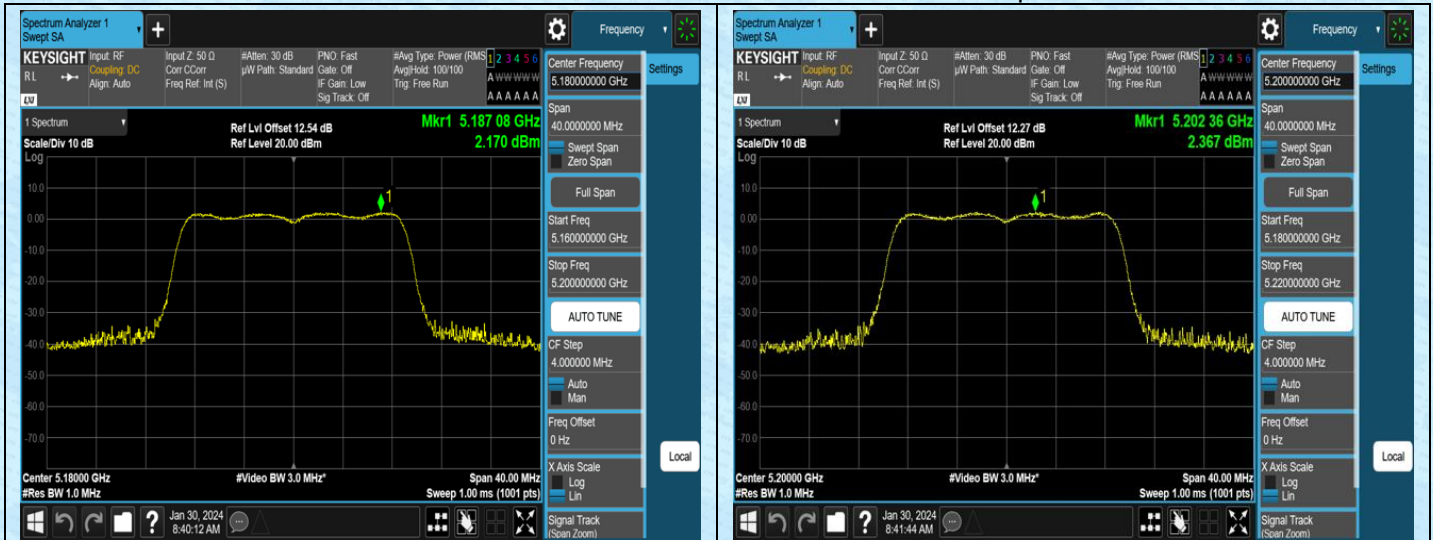 Spectrum Analyzer 1
Swept SA
+
Frequency
KEYSIGHT
Input: RF
Input Z: 50 Ω
#Atten: 30 dB
PNO: Fast
#Avg Type: Power (RMS
1 2 3 4 5 6
R L
Coupling: DC
Corr CCorr
µW Path: Standard
Gate: Off
Avg|Hold: 100/100
A W W W W W
Align: Auto
Freq Ref: Int (S)
IF Gain: Low
Trig: Free Run
Sig Track: Off
A A A A A A
LXI
1 Spectrum
Ref Lvl Offset 12.54 dB
Mkr1 5.187 08 GHz
Scale/Div 10 dB
Ref Level 20.00 dBm
2.170 dBm
Log
1
10.0
0.00
-10.0
-20.0
-30.0
-40.0
-50.0
-60.0
-70.0
Center 5.18000 GHz
#Video BW 3.0 MHz*
Span 40.00 MHz
#Res BW 1.0 MHz
Sweep 1.00 ms (1001 pts)
?
Jan 30, 2024
8:40:12 AM
Center Frequency
5.180000000 GHz
Settings
Span
40.0000000 MHz
Swept Span
Zero Span
Full Span
Start Freq
5.160000000 GHz
Stop Freq
5.200000000 GHz
AUTO TUNE
CF Step
4.000000 MHz
Auto
Man
Freq Offset
0 Hz
X Axis Scale
Log
Lin
Local
Signal Track
(Span Zoom)
Spectrum Analyzer 1
Swept SA
+
Frequency
KEYSIGHT
Input: RF
Input Z: 50 Ω
#Atten: 30 dB
PNO: Fast
#Avg Type: Power (RMS
1 2 3 4 5 6
R L
Coupling: DC
Corr CCorr
µW Path: Standard
Gate: Off
Avg|Hold: 100/100
A W W W W W
Align: Auto
Freq Ref: Int (S)
IF Gain: Low
Trig: Free Run
Sig Track: Off
A A A A A A
LXI
1 Spectrum
Ref Lvl Offset 12.27 dB
Mkr1 5.202 36 GHz
Scale/Div 10 dB
Ref Level 20.00 dBm
2.367 dBm
Log
1
10.0
0.00
-10.0
-20.0
-30.0
-40.0
-50.0
-60.0
-70.0
Center 5.20000 GHz
#Video BW 3.0 MHz*
Span 40.00 MHz
#Res BW 1.0 MHz
Sweep 1.00 ms (1001 pts)
?
Jan 30, 2024
8:41:44 AM
Center Frequency
5.200000000 GHz
Settings
Span
40.0000000 MHz
Swept Span
Zero Span
Full Span
Start Freq
5.180000000 GHz
Stop Freq
5.220000000 GHz
AUTO TUNE
CF Step
4.000000 MHz
Auto
Man
Freq Offset
0 Hz
X Axis Scale
Log
Lin
Local
Signal Track
(Span Zoom)